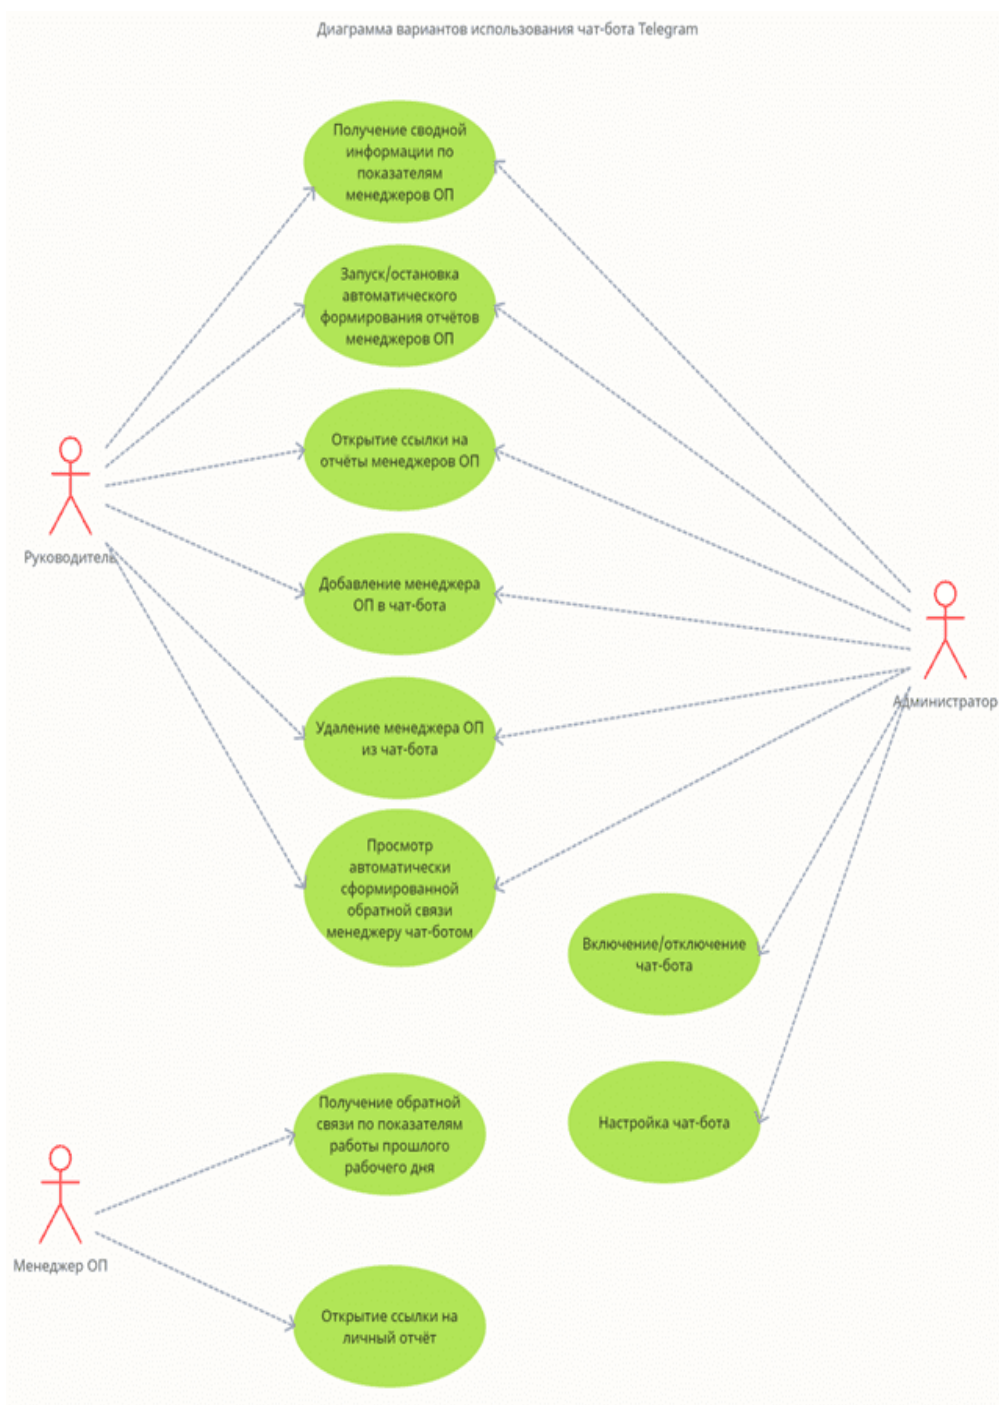 Диаграмма вариантов использования чат-бота Telegram
Получение сводной
информации по
показателям
менеджеров ОП
Запуск/остановка
автоматического
формирования отчётов
менеджеров ОП
Открытие ссылки на
отчёты менеджеров ОП
Руководитель
Добавление менеджера
ОП в чат-бота
Администратор
Удаление менеджера ОП
из чат-бота
Просмотр
автоматически
сформированной
обратной связи
менеджеру чат-ботом
Включение/отключение
чат-бота
Настройка чат-бота
Получение обратной
связи по показателям
работы прошлого
рабочего дня
Менеджер ОП
Открытие ссылки на
личный отчёт